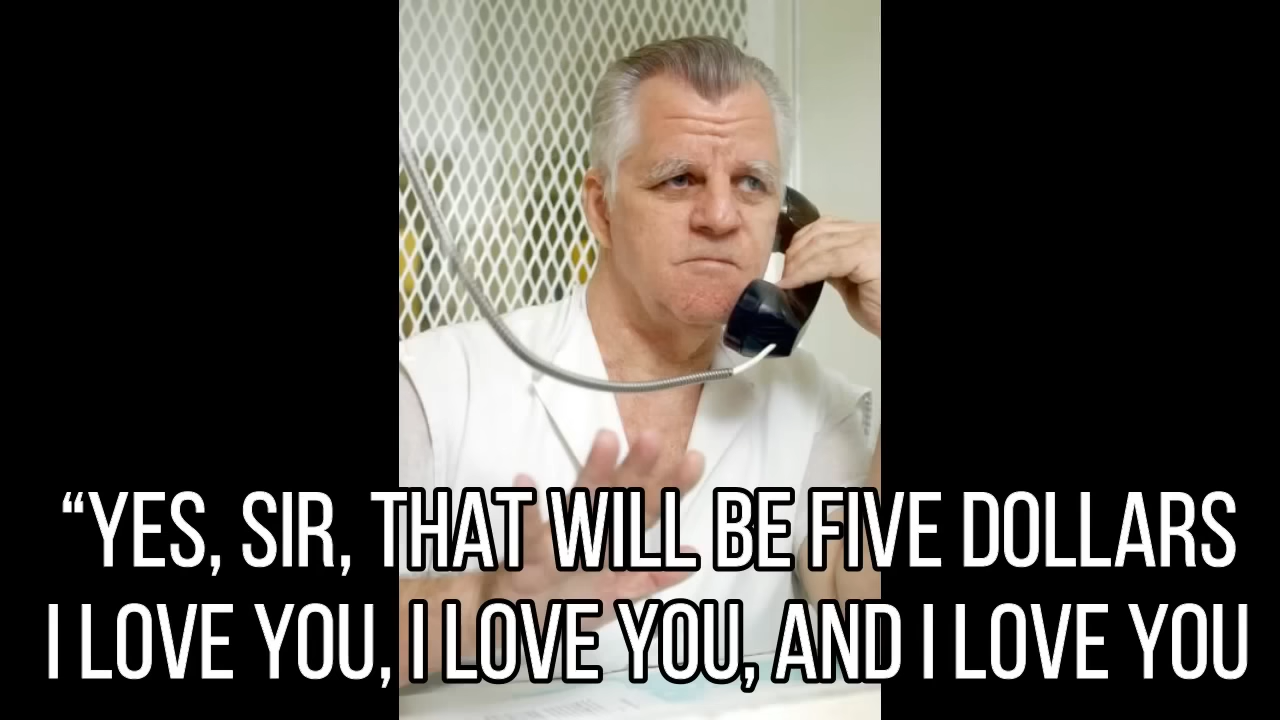 “YES, SIR, THAT WILL BE FIVE DOLLARS
I LOVE YOU, I LOVE YOU, AND I LOVE YOU